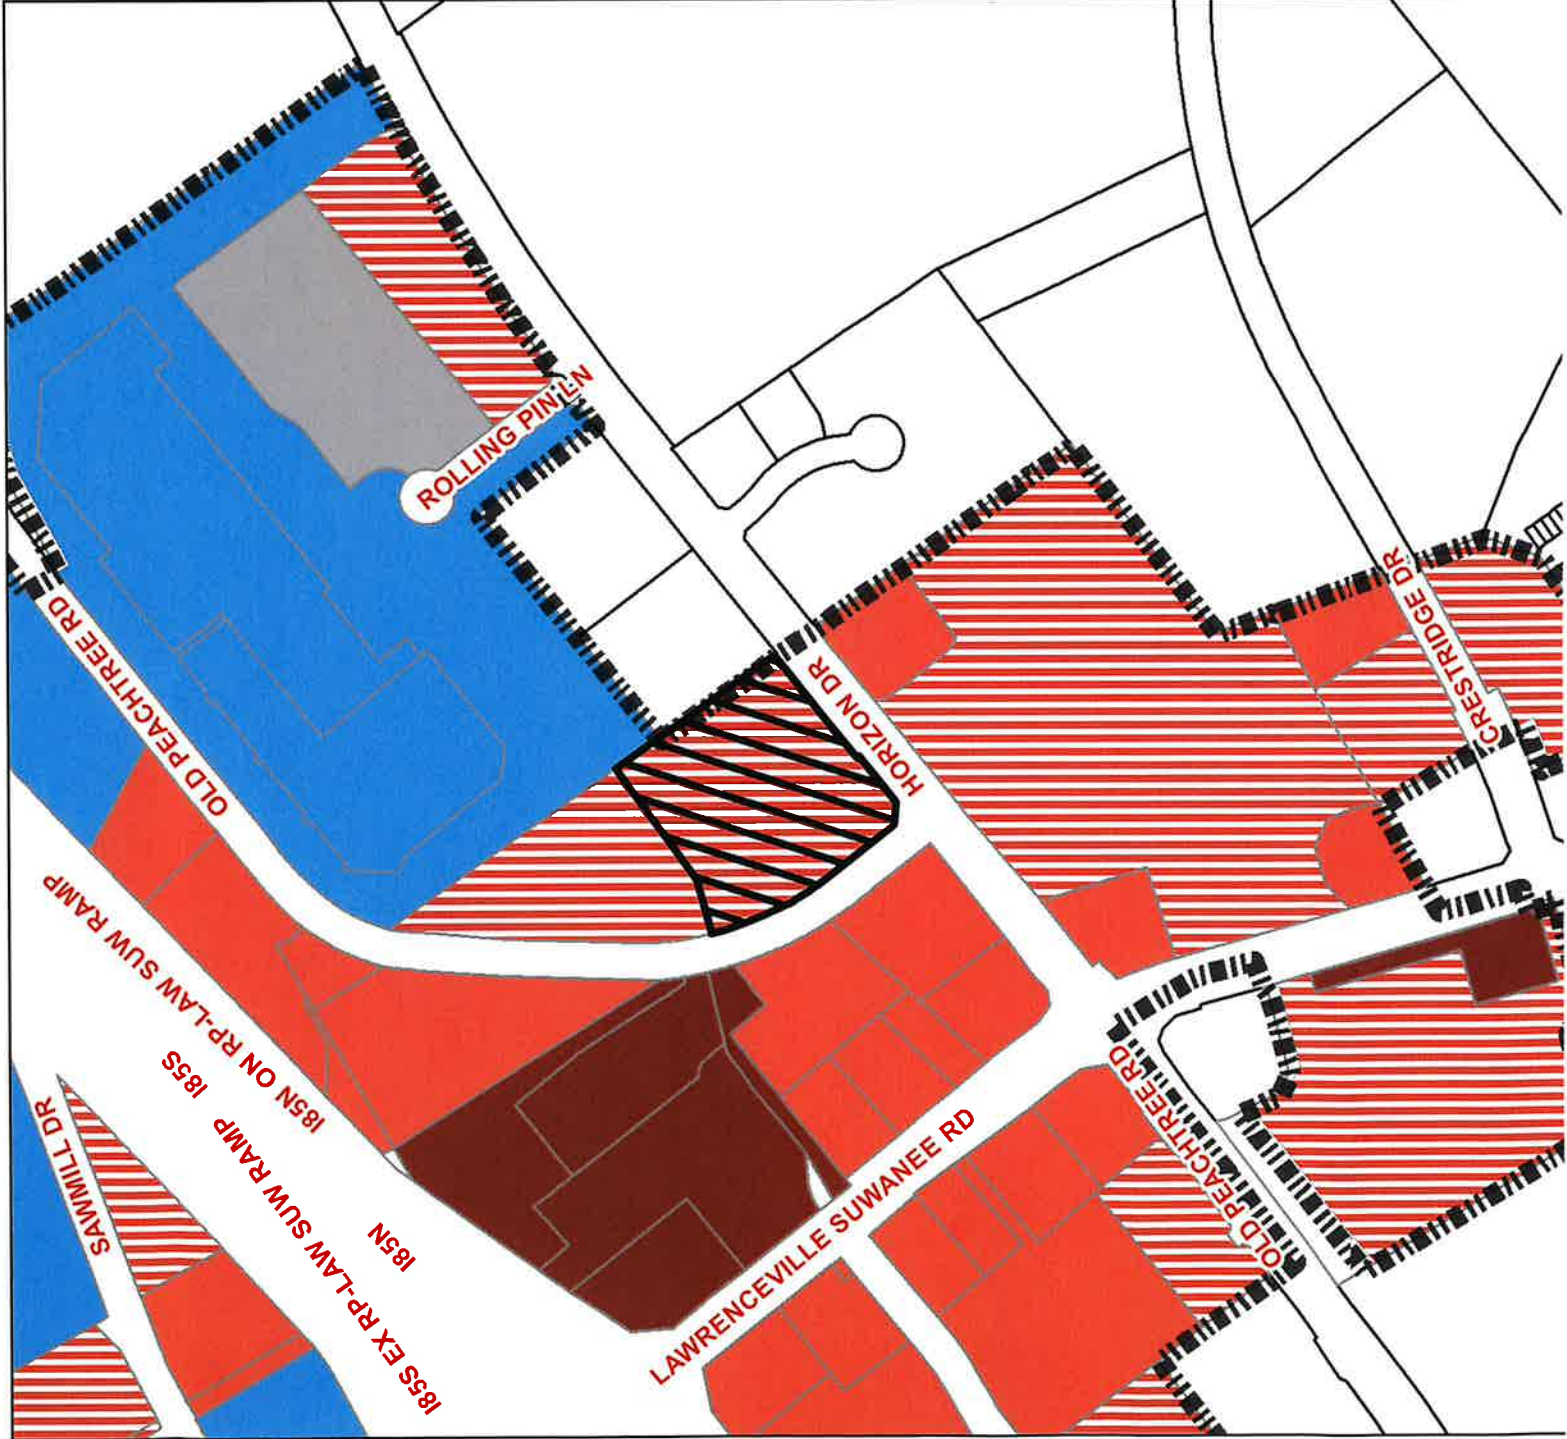 ROLLING PIN LN
OLD PEACHTREE RD
HORIZON DR
CRESTRIDGE DR
I85N ON RP-LAW SUW RAMP
I85S
I85S EX RP-LAW SUW RAMP
I85N
SAWMILL DR
LAWRENCEVILLE SUWANEE RD
OLD PEACHTREE RD